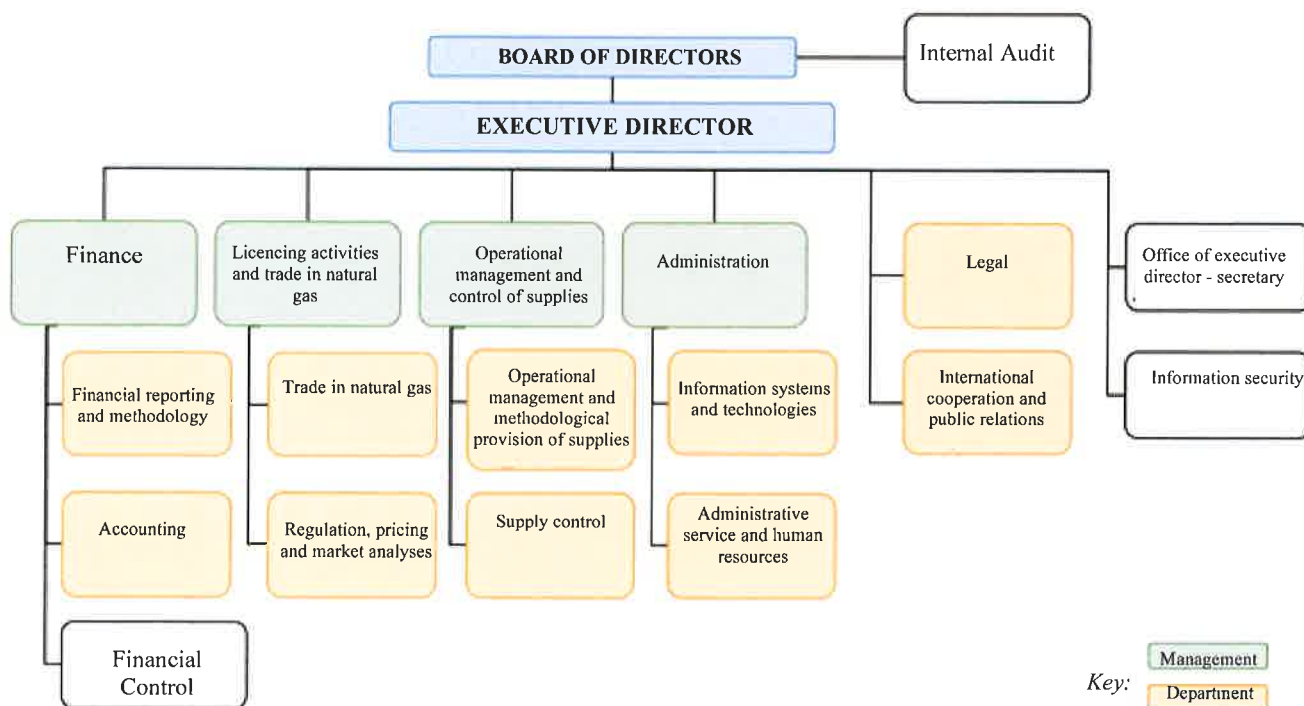 BOARD OF DIRECTORS
Internal Audit
EXECUTIVE DIRECTOR
Finance
Licencing activities
and trade in natural
gas
Operational
management and
control of supplies
Administration
Legal
Office of executive
director - secretary
Financial reporting
and methodology
Trade in natural gas
Operational
management and
methodological
provision of supplies
Information systems
and technologies
International
cooperation and
public relations
Information security
Accounting
Regulation, pricing
and market analyses
Supply control
Administrative
service and human
resources
Financial
Control
Key:
Management
Department